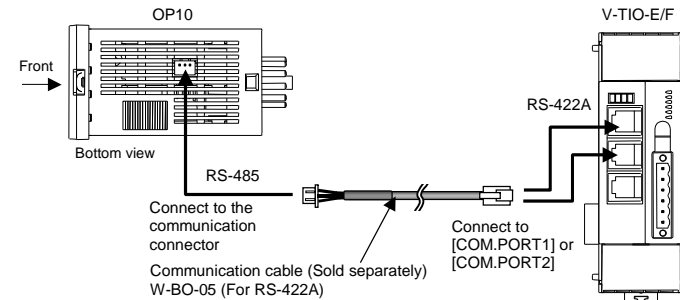 OP10
V-TIO-E/F
Front
RS-422A
Bottom view
RS-485
Connect to the
communication
connector
Connect to
[COM.PORT1] or
[COM.PORT2]
Communication cable (Sold separately)
W-BO-05 (For RS-422A)